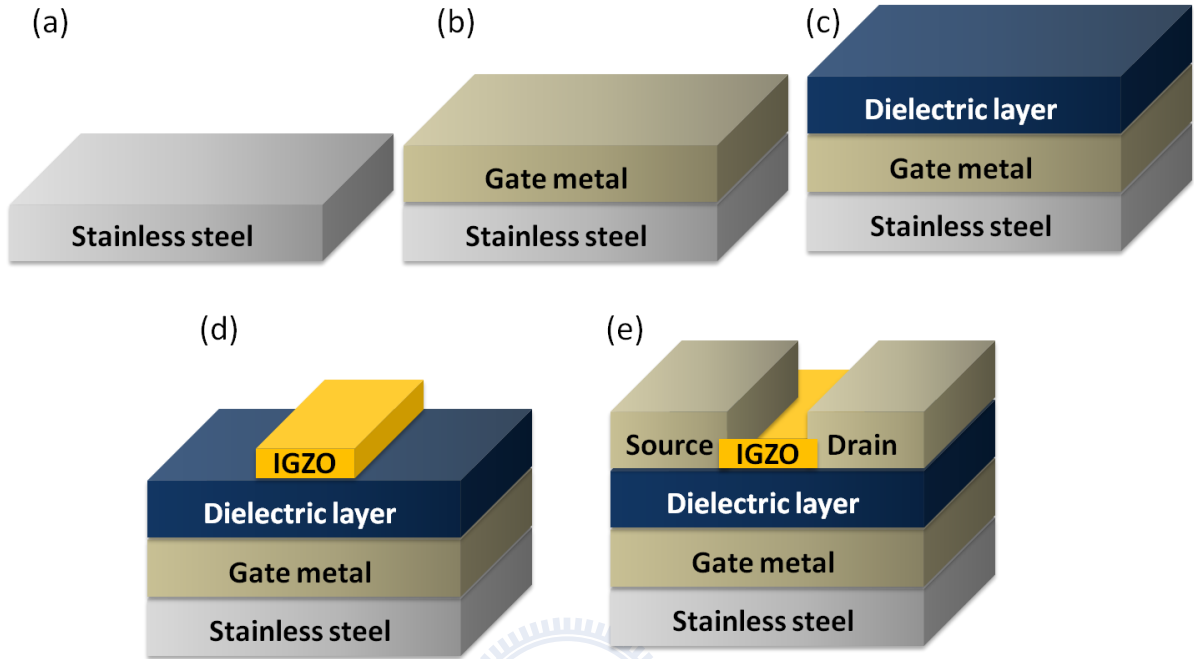 (a)
Stainless steel
(b)
Gate metal
Stainless steel
(c)
Dielectric layer
Gate metal
Stainless steel
(d)
IGZO
Dielectric layer
Gate metal
Stainless steel
(e)
Source IGZO Drain
Dielectric layer
Gate metal
Stainless steel